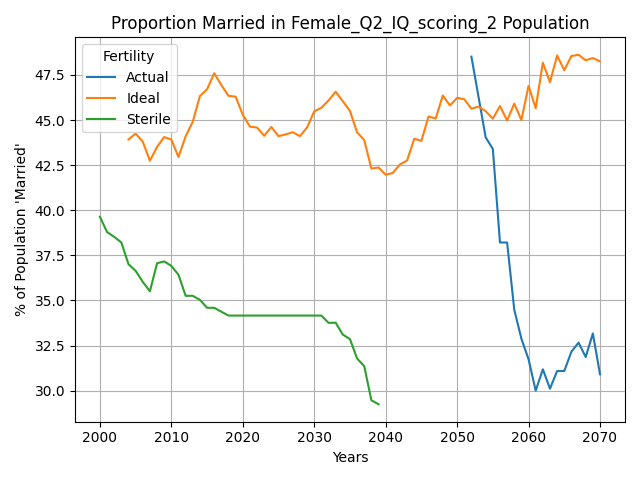 Proportion Married in Female_Q2_IQ_scoring_2 Population
Fertility
Actual
Ideal
Sterile
% of Population 'Married'
47.5
45.0
42.5
40.0
37.5
35.0
32.5
30.0
2000 2010 2020 2030 2040 2050 2060 2070
Years